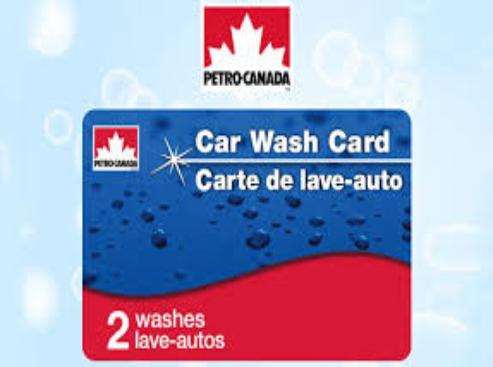 PETRO-CANADA
PETRO-CANADA
Car Wash Card
Carte de lave-auto
2 washes
lave-autos